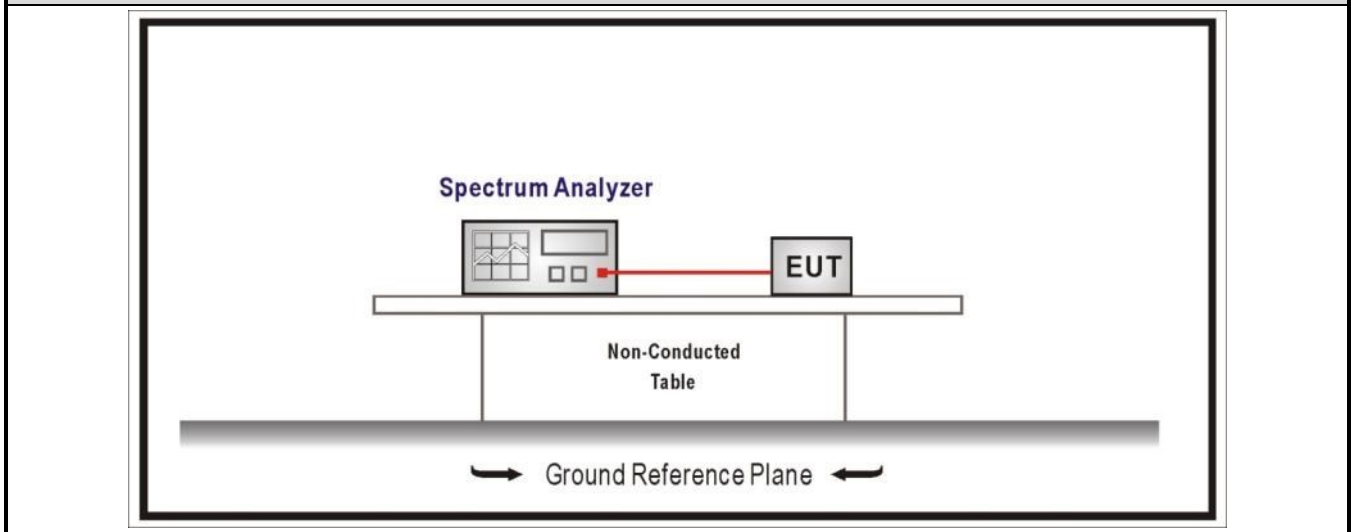 Spectrum Analyzer
EUT
Non-Conducted
Table
Ground Reference Plane